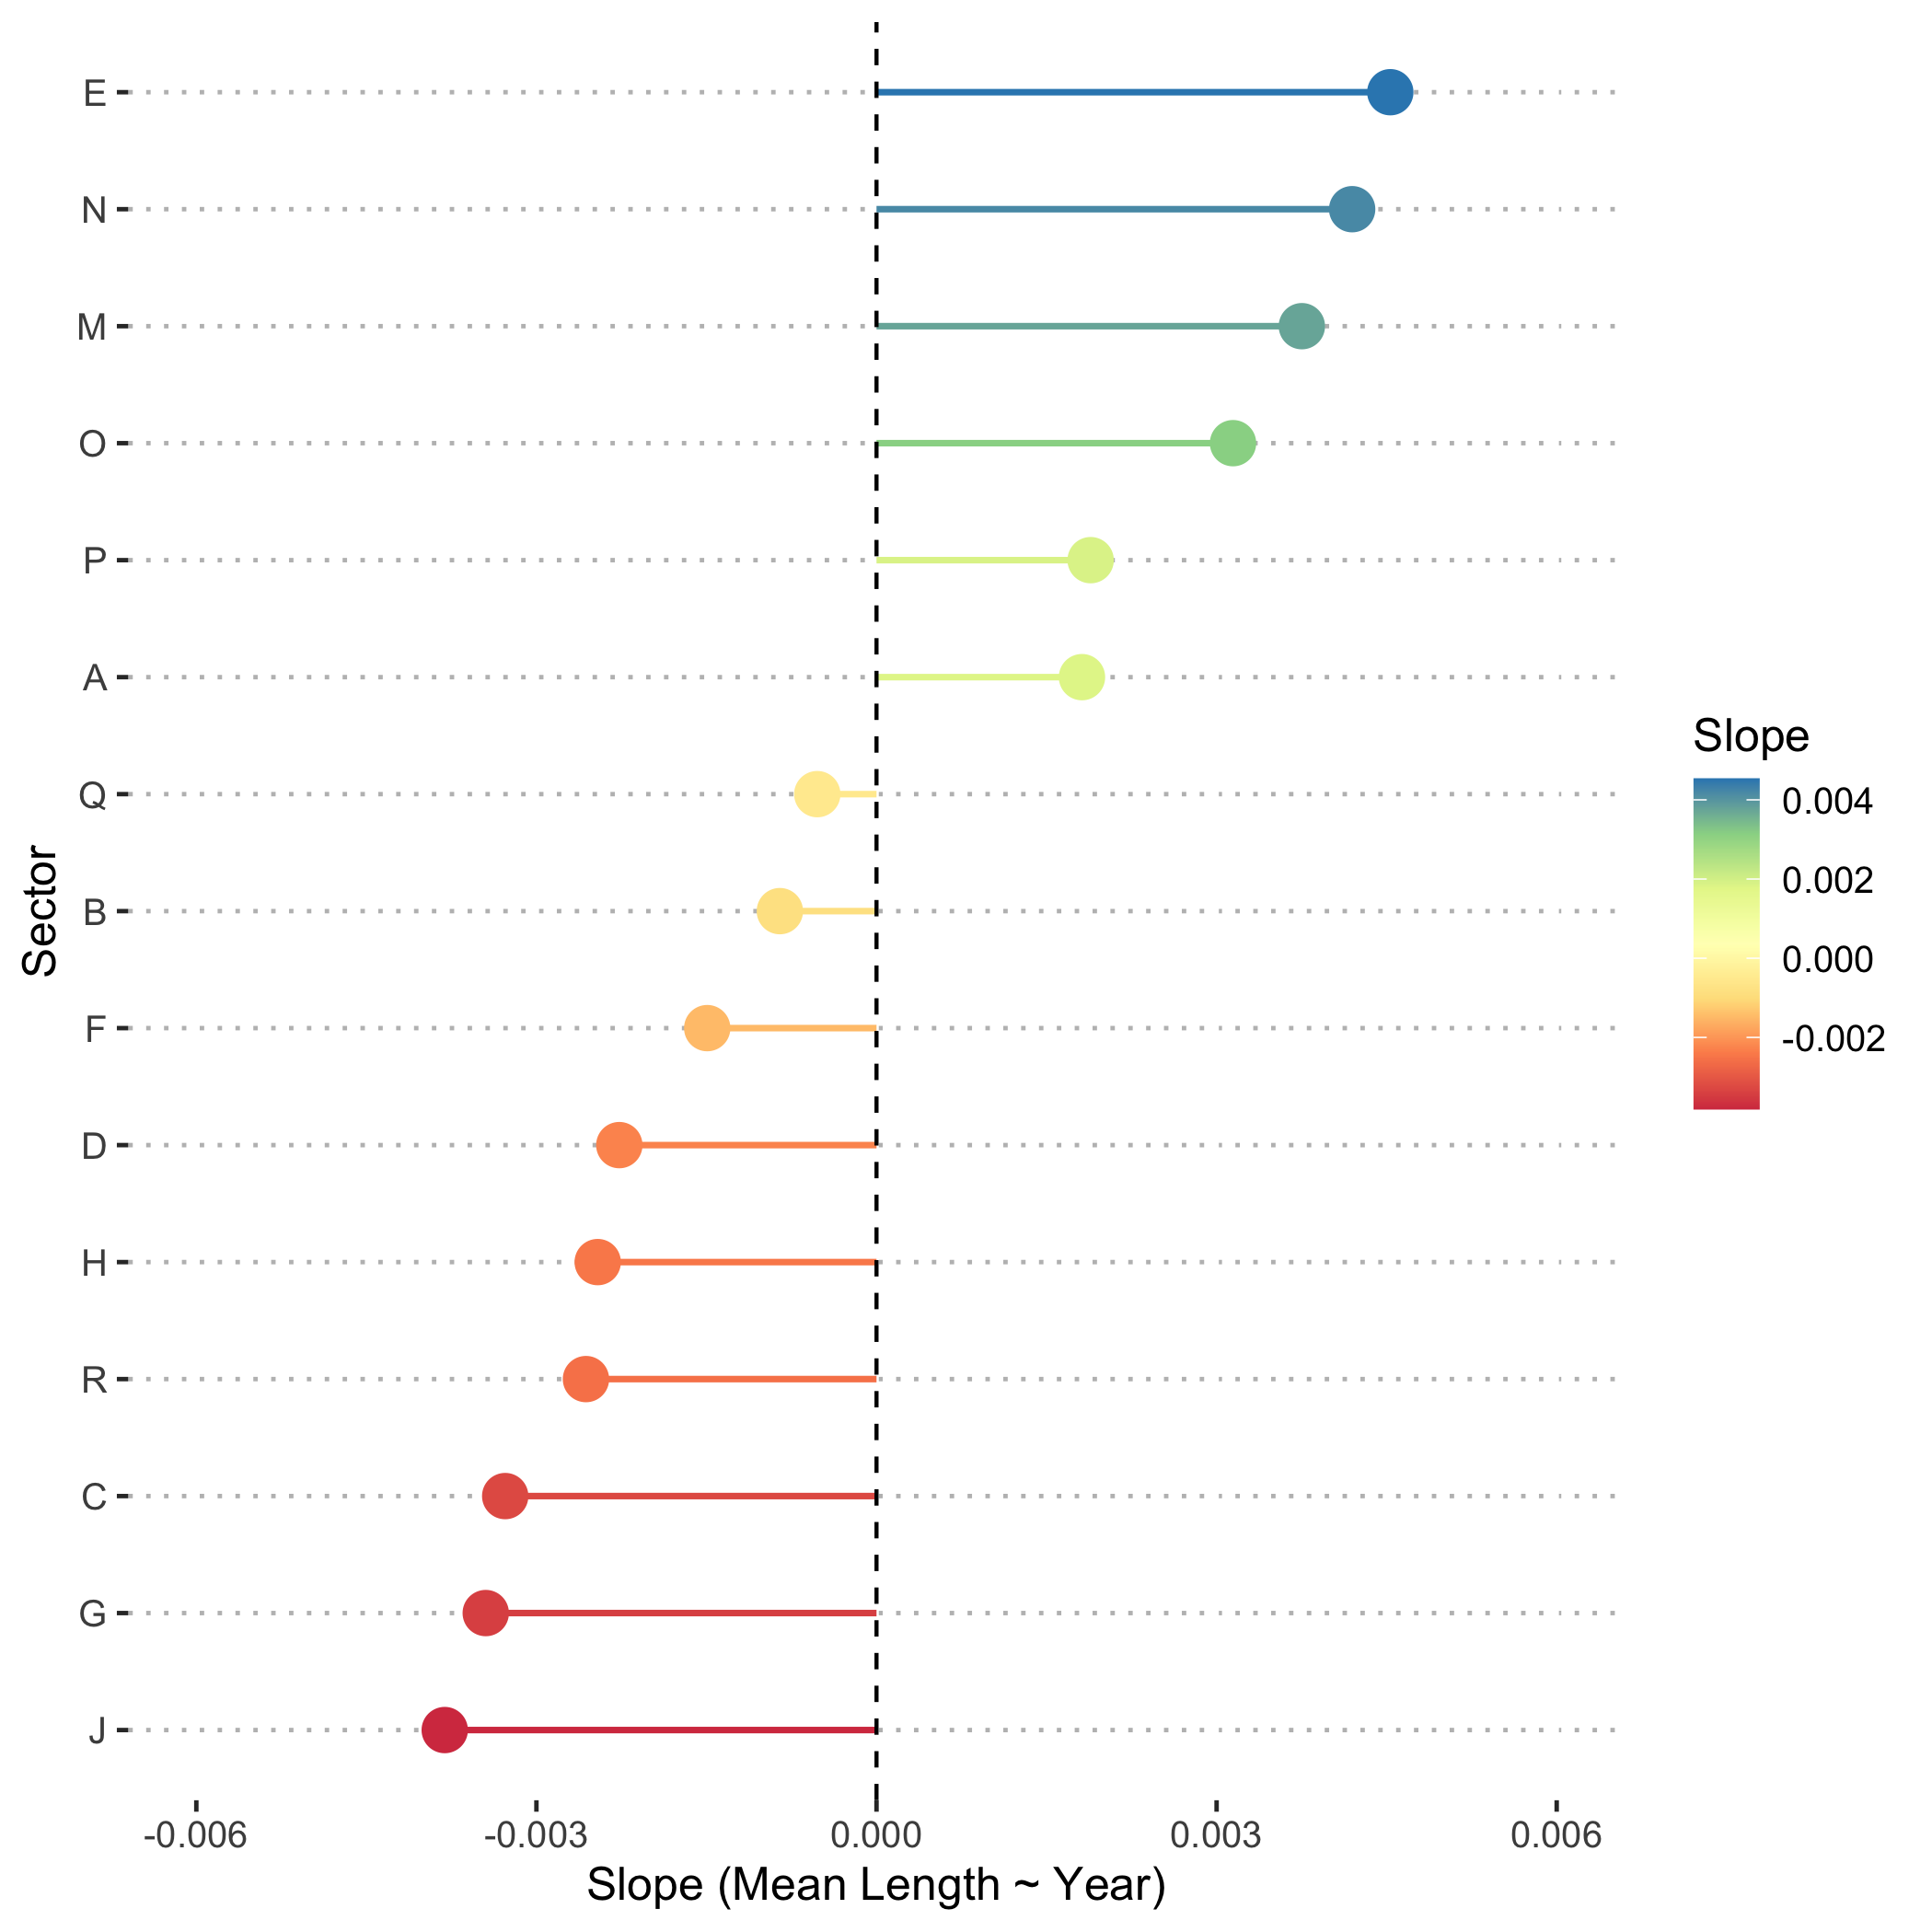 E
N
M
O
P
A
Q
B
F
D
H
R
C
G
J
Sector
-0.006
-0.003
0.000
0.003
0.006
Slope (Mean Length ~ Year)
Slope
0.004
0.002
0.000
-0.002